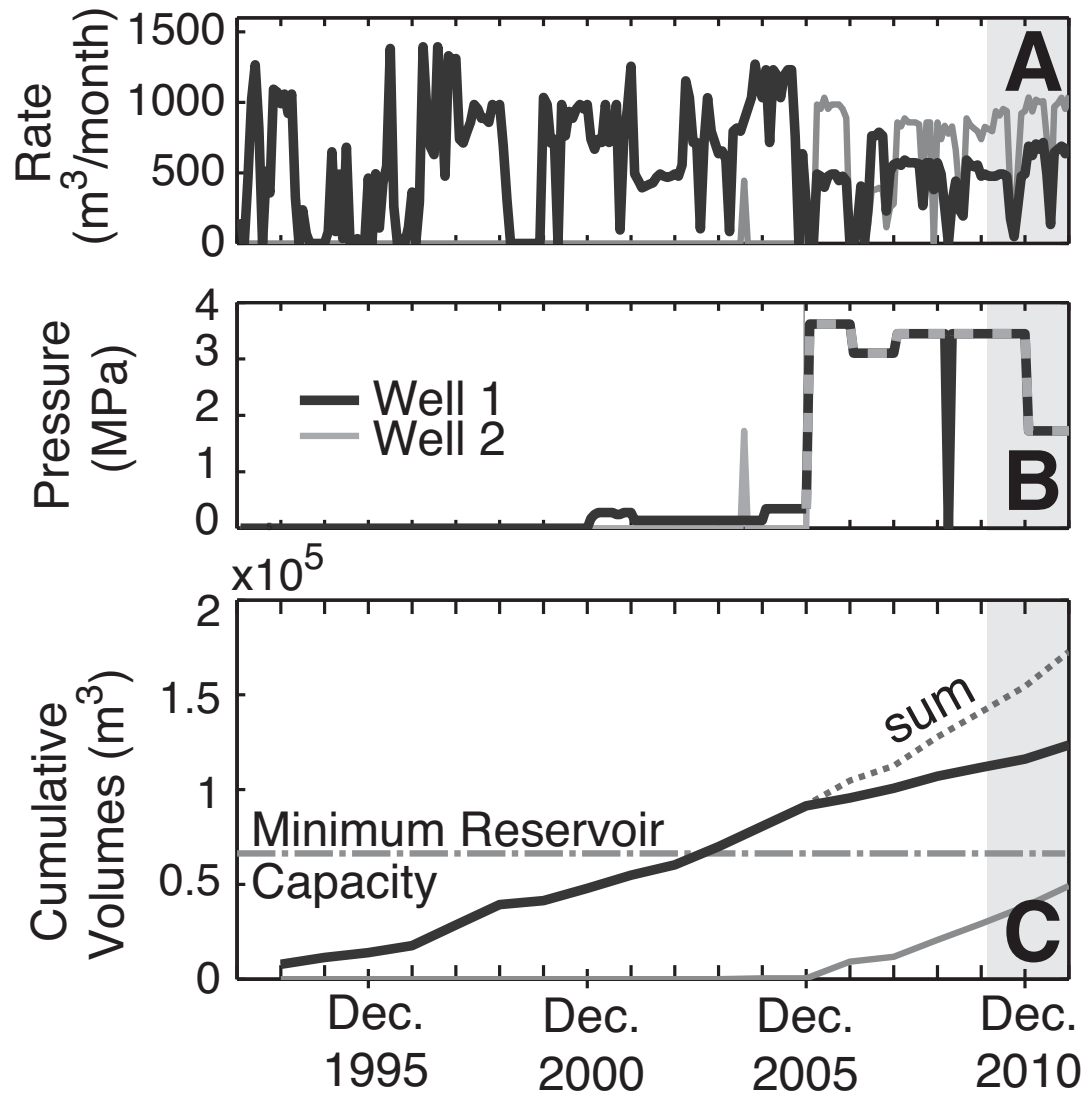 Rate
(m³/month)
1500
1000
500
0
A
Pressure
(MPa)
4
3
2
1
0
Well 1
Well 2
B
Cumulative
Volumes (m³)
x10⁵
2
1.5
1
0.5
0
sum
Minimum Reservoir
Capacity
C
Dec. Dec. Dec. Dec.
1995 2000 2005 2010